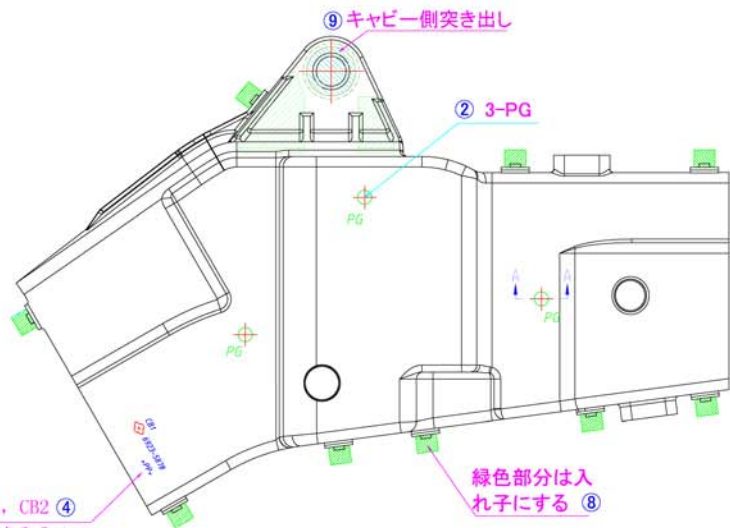 ⑨ キャビー側突き出し
② 3-PG
PG
A A
PG
PG
CB1
>PP<
, CB2 ④
緑色部分は入
れ子にする ⑧